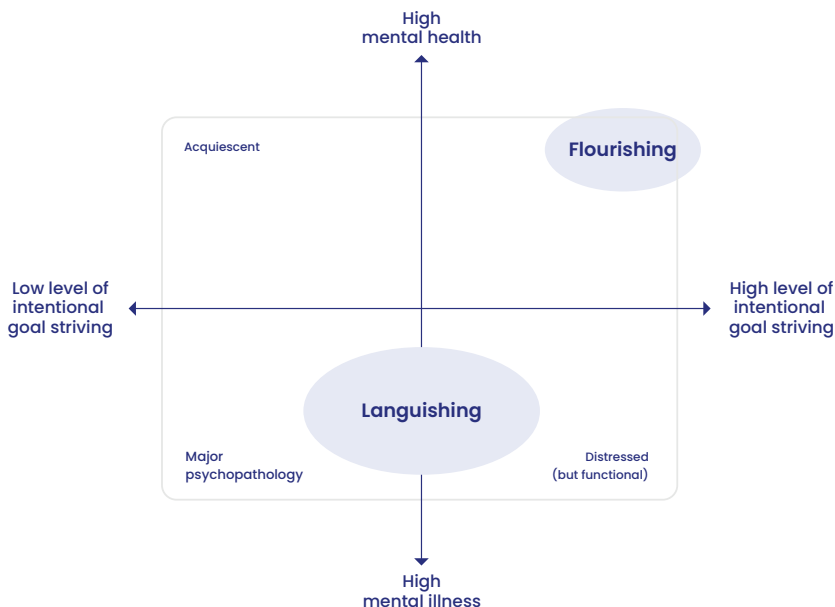 High
mental health
Acquiescent
Flourishing
Low level of
intentional
goal striving
High level of
intentional
goal striving
Languishing
Major
psychopathology
Distressed
(but functional)
High
mental illness